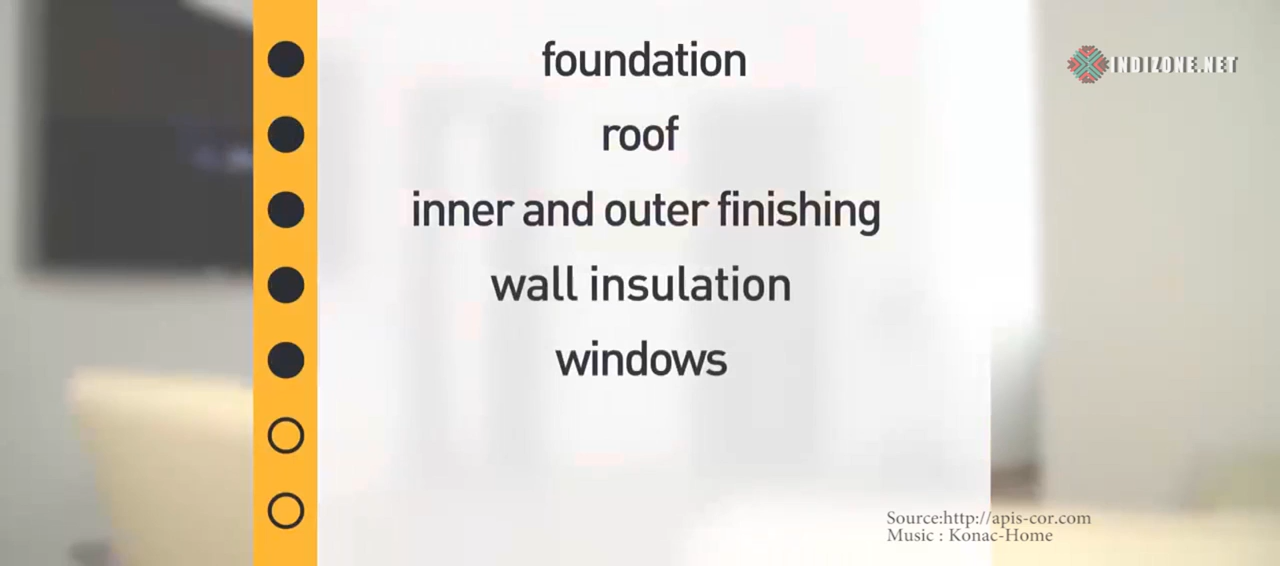 foundation
INDIZONE.NET
roof
inner and outer finishing
wall insulation
windows
Source:http://apis-cor.com
Music : Konac-Home